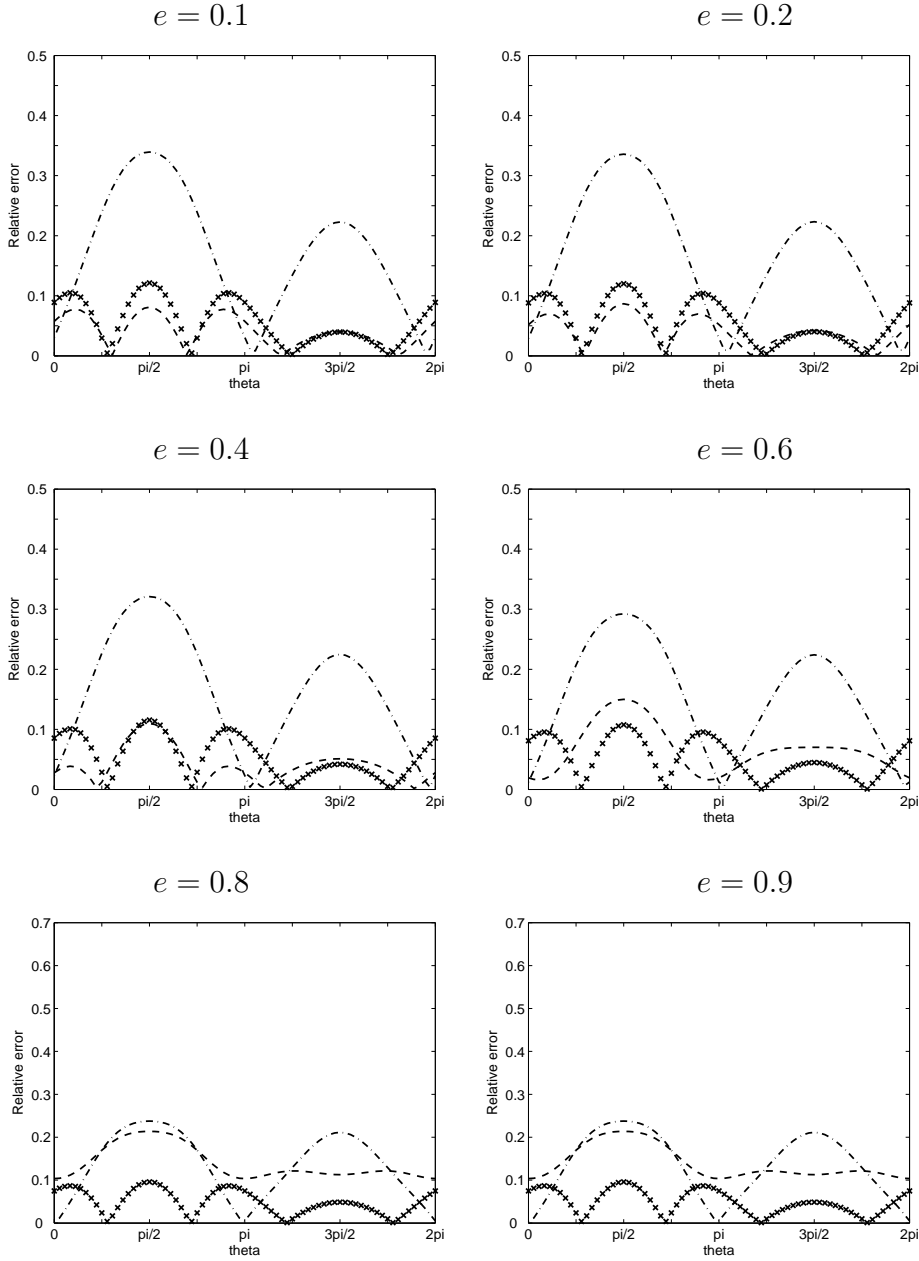 e = 0.1
0.5
0.4
0.3
0.2
0.1
0
Relative error
0 pi/2 pi 3pi/2 2pi
theta
e = 0.2
0.5
0.4
0.3
0.2
0.1
0
Relative error
0 pi/2 pi 3pi/2 2pi
theta
e = 0.4
0.5
0.4
0.3
0.2
0.1
0
Relative error
0 pi/2 pi 3pi/2 2pi
theta
e = 0.6
0.5
0.4
0.3
0.2
0.1
0
Relative error
0 pi/2 pi 3pi/2 2pi
theta
e = 0.8
0.7
0.6
0.5
0.4
0.3
0.2
0.1
0
Relative error
0 pi/2 pi 3pi/2 2pi
theta
e = 0.9
0.7
0.6
0.5
0.4
0.3
0.2
0.1
0
Relative error
0 pi/2 pi 3pi/2 2pi
theta